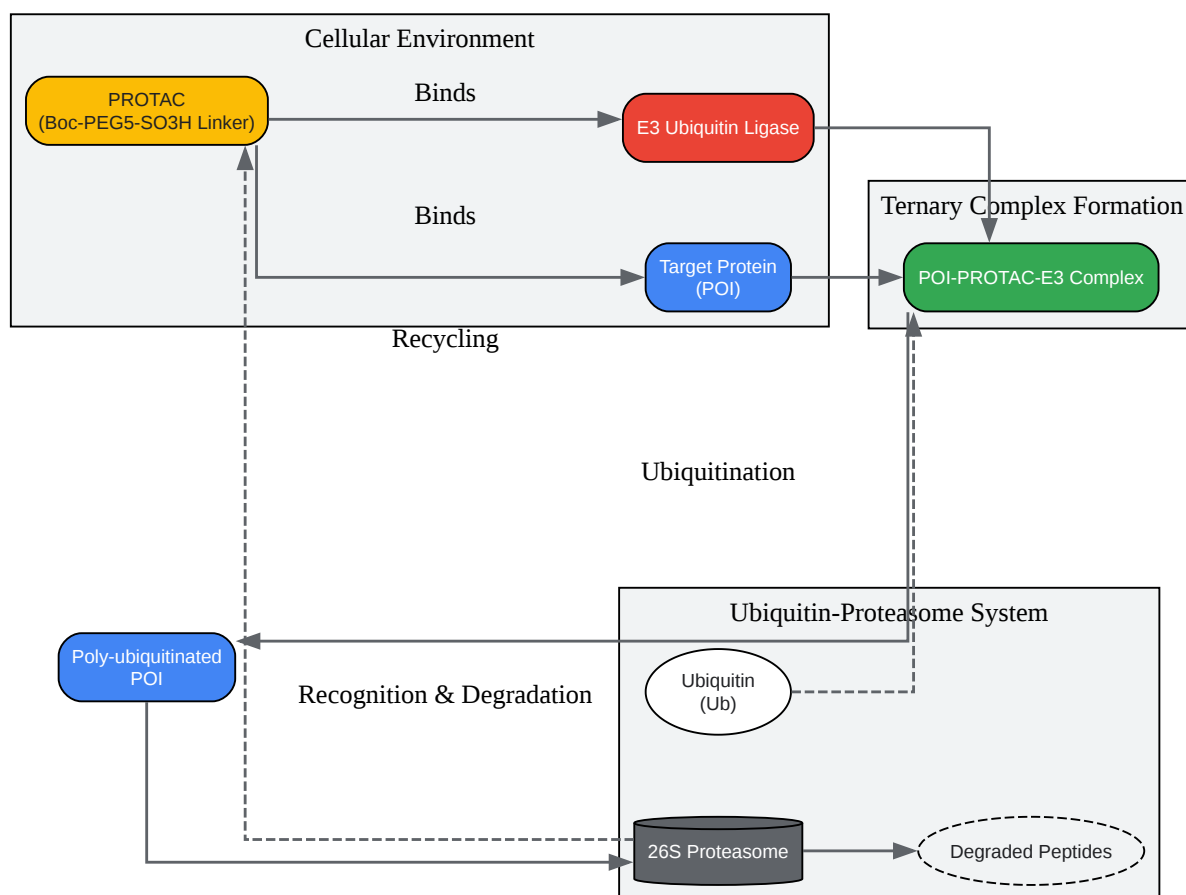 Cellular Environment
PROTAC
(Boc-PEG5-SO3H Linker)
Binds
E3 Ubiquitin Ligase
Ternary Complex Formation
Binds
Target Protein
(POI)
POI-PROTAC-E3 Complex
Recycling
Ubiquitination
Ubiquitin-Proteasome System
Poly-ubiquitinated
POI
Recognition & Degradation
Ubiquitin
(Ub)
26S Proteasome
Degraded Peptides